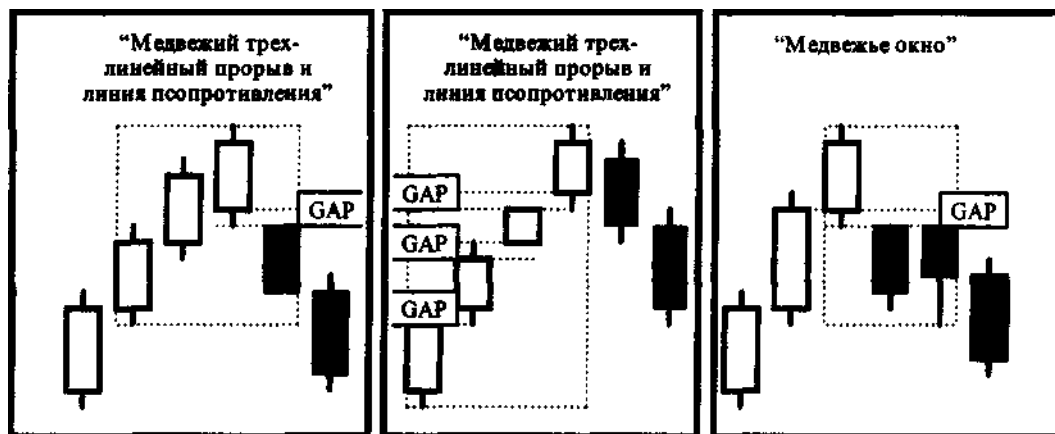 “Медвежий трех-
линейный прорыв и
линия псопротивления”
GAP
“Медвежий трех-
линейный прорыв и
линия псопротивления”
GAP
GAP
GAP
“Медвежье окно”
GAP